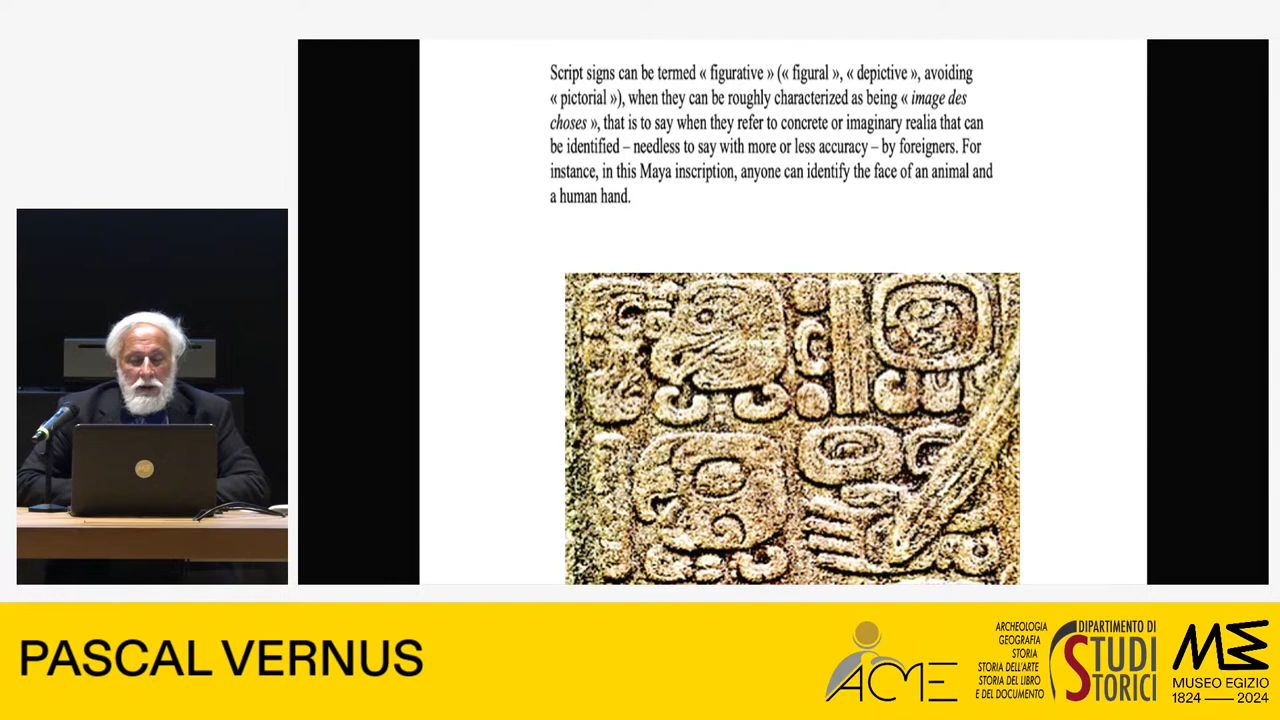 Script signs can be termed « figurative » (« figural », « depictive », avoiding
« pictorial »), when they can be roughly characterized as being « image des
choses », that is to say when they refer to concrete or imaginary realia that can
be identified – needless to say with more or less accuracy – by foreigners. For
instance, in this Maya inscription, anyone can identify the face of an animal and
a human hand.
PASCAL VERNUS
ACME
ARCHEOLOGIA
GEOGRAFIA
STORIA
STORIA DELL'ARTE
STORIA DEL LIBRO
E DEL DOCUMENTO
DIPARTIMENTO DI
STUDI
STORICI
ME
MUSEO EGIZIO
1824 — 2024